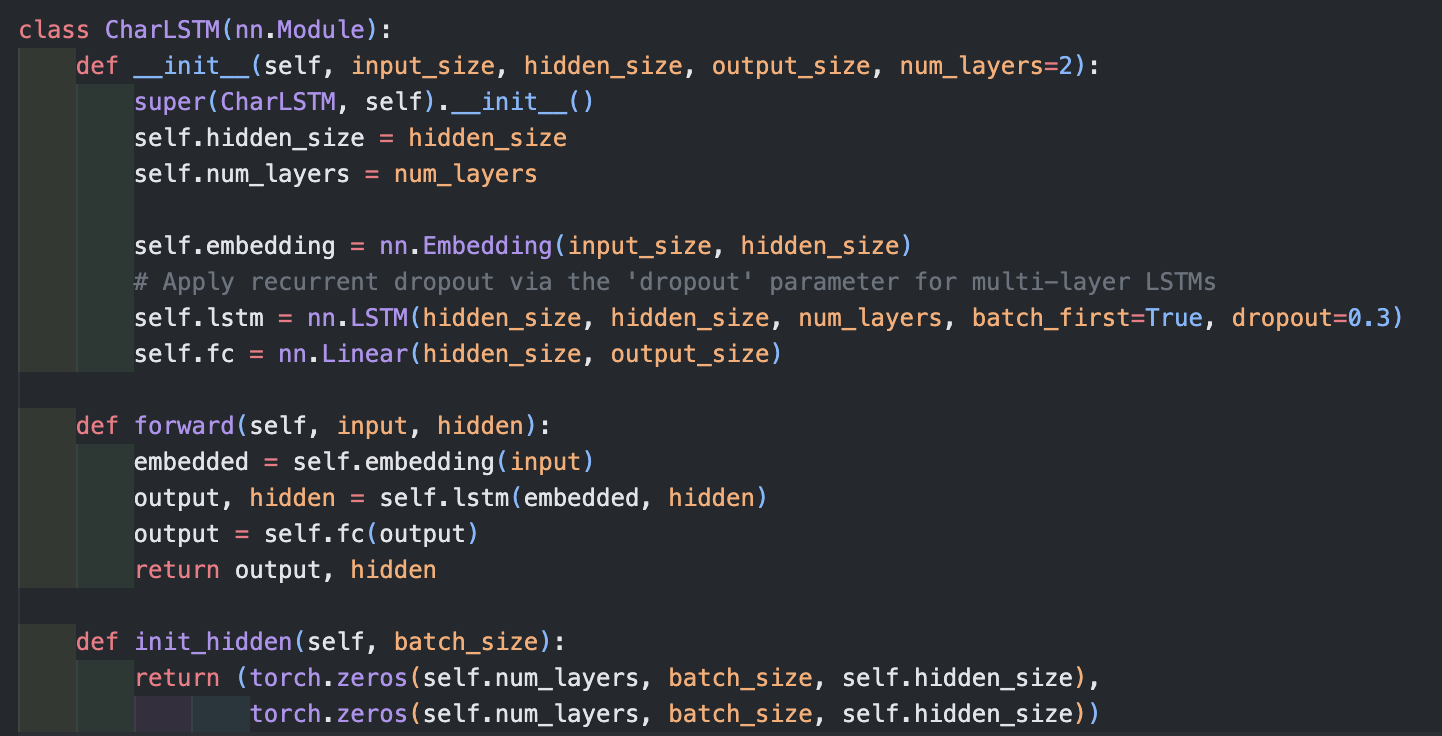 class CharLSTM(nn.Module):
    def __init__(self, input_size, hidden_size, output_size, num_layers=2):
        super(CharLSTM, self).__init__()
        self.hidden_size = hidden_size
        self.num_layers = num_layers

        self.embedding = nn.Embedding(input_size, hidden_size)
        # Apply recurrent dropout via the 'dropout' parameter for multi-layer LSTMs
        self.lstm = nn.LSTM(hidden_size, hidden_size, num_layers, batch_first=True, dropout=0.3)
        self.fc = nn.Linear(hidden_size, output_size)

    def forward(self, input, hidden):
        embedded = self.embedding(input)
        output, hidden = self.lstm(embedded, hidden)
        output = self.fc(output)
        return output, hidden

    def init_hidden(self, batch_size):
        return (torch.zeros(self.num_layers, batch_size, self.hidden_size),
                torch.zeros(self.num_layers, batch_size, self.hidden_size))